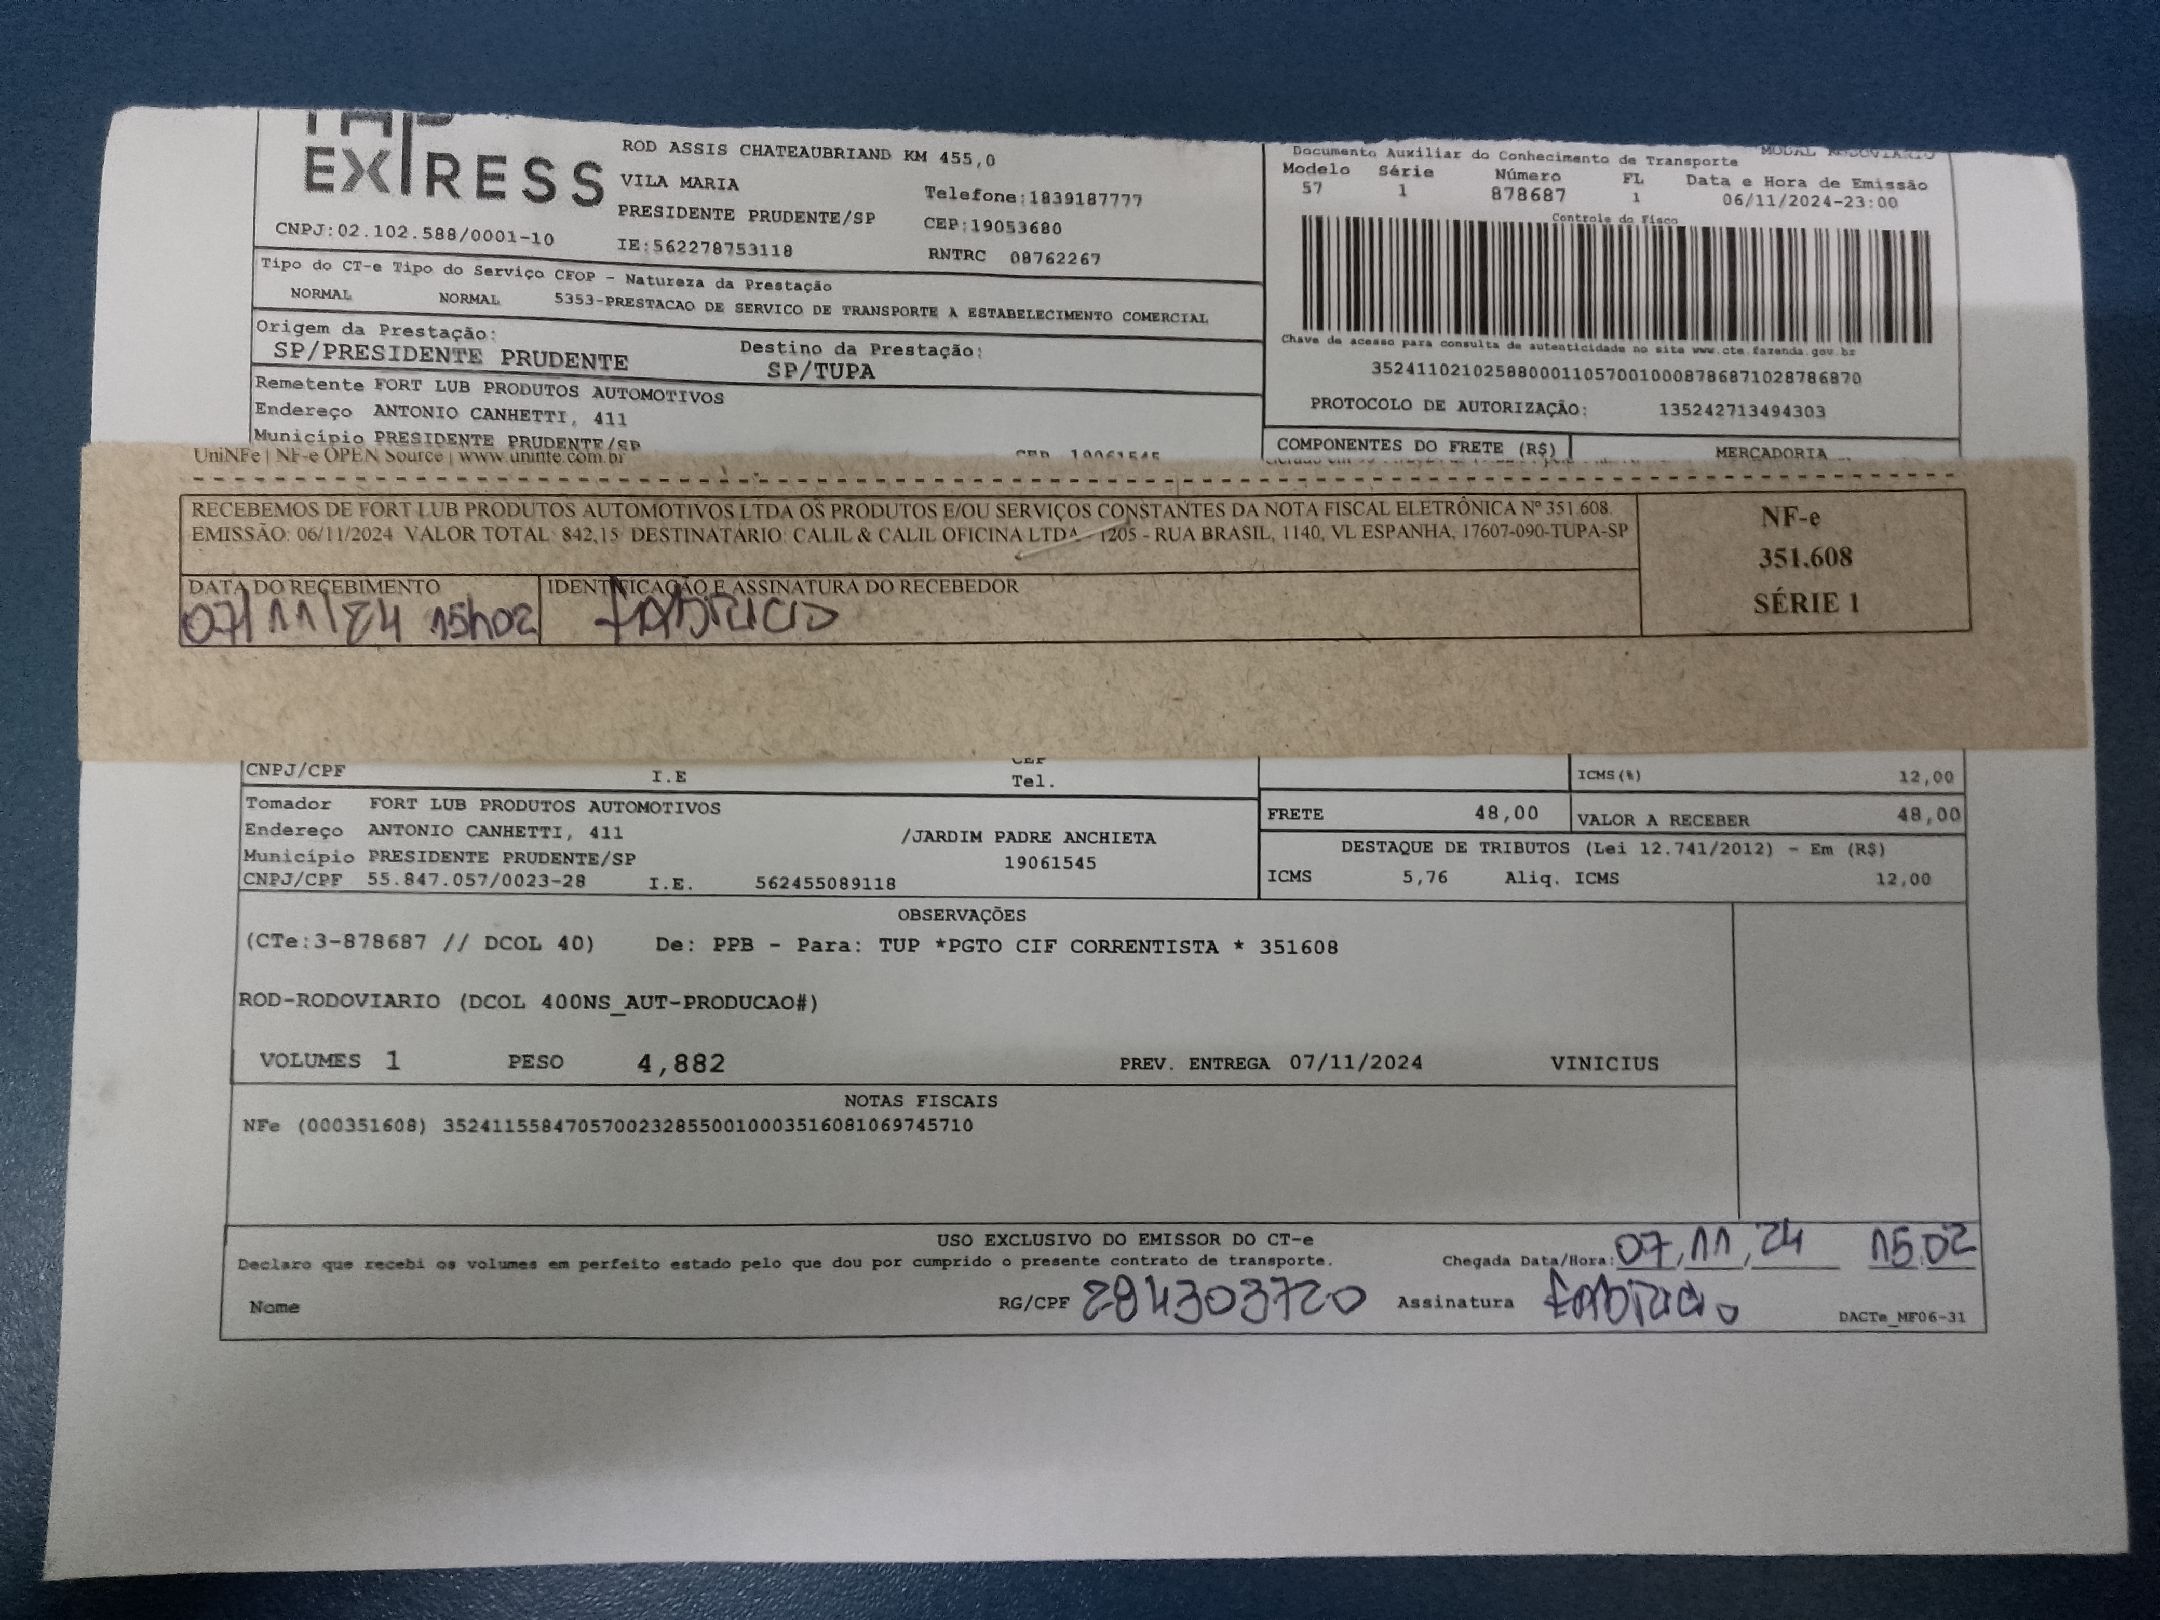 EXPRESS
ROD ASSIS CHATEAUBRIAND KM 455,0
VILA MARIA
Telefone:1839187777
PRESIDENTE PRUDENTE/SP
CEP:19053680
CNPJ:02.102.588/0001-10
IE:562278753118
RNTRC 08762267
Documento Auxiliar do Conhecimento de Transporte
MODAL RODOVIARIO
Modelo Série Número FL Data e Hora de Emissão
57 1 878687 1 06/11/2024-23:00
Controle do Fisco
Tipo do CT-e Tipo do Serviço CFOP - Natureza da Prestação
NORMAL NORMAL 5353-PRESTACAO DE SERVICO DE TRANSPORTE A ESTABELECIMENTO COMERCIAL
Origem da Prestação:
SP/PRESIDENTE PRUDENTE
Destino da Prestação:
SP/TUPA
Chave de acesso para consulta de autenticidade no site www.cte.fazenda.gov.br
35241102102588000110570010008786871028786870
PROTOCOLO DE AUTORIZAÇÃO: 135242713494303
Remetente FORT LUB PRODUTOS AUTOMOTIVOS
Endereço ANTONIO CANHETTI, 411
Município PRESIDENTE PRUDENTE/SP
CEP 19061545
COMPONENTES DO FRETE (R$) MERCADORIA
UniNFe | NF-e OPEN Source | www.uninfe.com.br
RECEBEMOS DE FORT LUB PRODUTOS AUTOMOTIVOS LTDA OS PRODUTOS E/OU SERVIÇOS CONSTANTES DA NOTA FISCAL ELETRÔNICA Nº 351.608.
EMISSÃO: 06/11/2024 VALOR TOTAL: 842,15 DESTINATÁRIO: CALIL & CALIL OFICINA LTDA - 1205 - RUA BRASIL, 1140, VL ESPANHA, 17607-090-TUPA-SP
NF-e
351.608
SÉRIE 1
DATA DO RECEBIMENTO
IDENTIFICAÇÃO E ASSINATURA DO RECEBEDOR
07/11/24 15h02 Fabricio
CNPJ/CPF I.E CEP
Tel.
ICMS(%) 12,00
Tomador FORT LUB PRODUTOS AUTOMOTIVOS
Endereço ANTONIO CANHETTI, 411 /JARDIM PADRE ANCHIETA
Município PRESIDENTE PRUDENTE/SP 19061545
CNPJ/CPF 55.847.057/0023-28 I.E. 562455089118
FRETE 48,00 VALOR A RECEBER 48,00
DESTAQUE DE TRIBUTOS (Lei 12.741/2012) - Em (R$)
ICMS 5,76 Aliq. ICMS 12,00
OBSERVAÇÕES
(CTe:3-878687 // DCOL 40) De: PPB - Para: TUP *PGTO CIF CORRENTISTA * 351608
ROD-RODOVIARIO (DCOL 400NS_AUT-PRODUCAO#)
VOLUMES 1 PESO 4,882 PREV. ENTREGA 07/11/2024 VINICIUS
NOTAS FISCAIS
NFe (000351608) 35241155847057002328550010003516081069745710
USO EXCLUSIVO DO EMISSOR DO CT-e
Declaro que recebi os volumes em perfeito estado pelo que dou por cumprido o presente contrato de transporte.
Chegada Data/Hora: 07/11/24 15:02
Nome RG/CPF 284303720 Assinatura Fabricio
DACTe_MF06-31